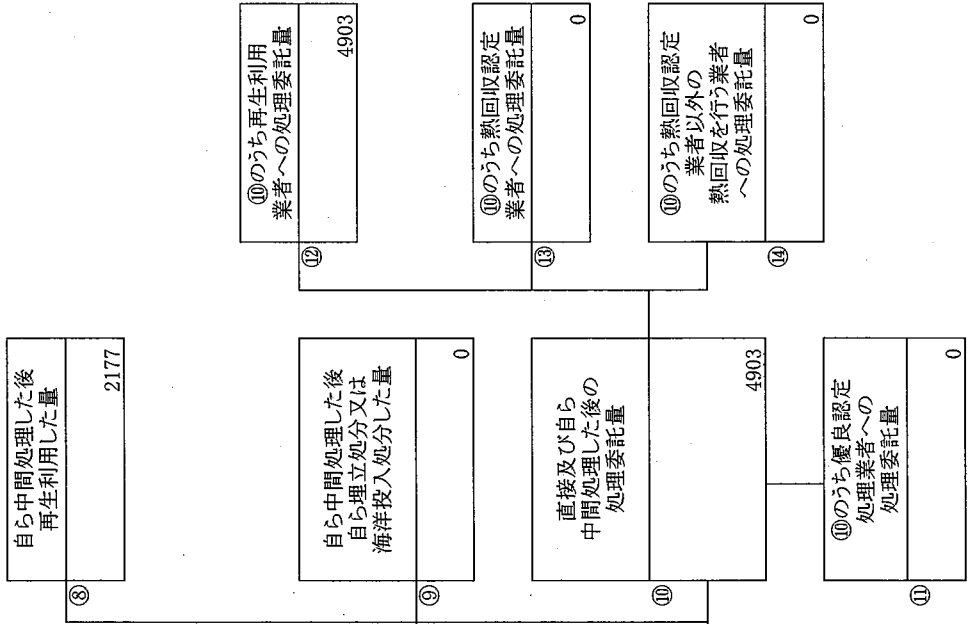 ⑧
自ら中間処理した後
再生利用した量
2177
⑨
自ら中間処理した後
自ら埋立処分又は
海洋投入処分した量
0
⑩
直接及び自ら
中間処理した後の
処理委託量
4903
⑪
⑩のうち優良認定
処理業者への
処理委託量
0
⑫
⑩のうち再生利用
業者への処理委託量
4903
⑬
⑩のうち熱回収認定
業者への処理委託量
0
⑭
⑩のうち熱回収認定
業者以外の
熱回収を行う業者
への処理委託量
0